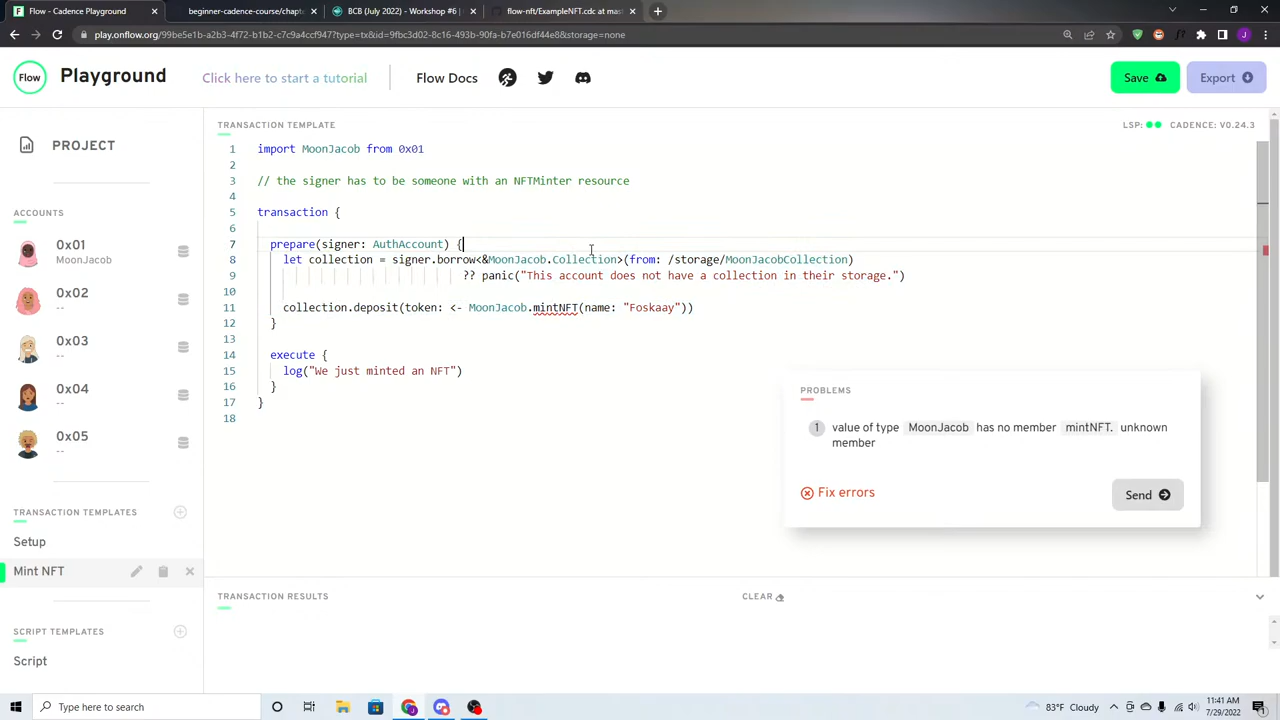 Flow - Cadence Playground
beginner-cadence-course/chapte
BCB (July 2022) - Workshop #6 |
flow-nft/ExampleNFT.cdc at mast
play.onflow.org/99be5e1b-a2b3-4f72-b1b2-c7c9a4ccf947?type=tx&id=9fbc3d02-8c16-493b-90fa-b7e016df44e8&storage=none
Flow
Playground
Click here to start a tutorial
Flow Docs
Save
Export
PROJECT
ACCOUNTS
0x01
MoonJacob
0x02
--
0x03
--
0x04
--
0x05
--
TRANSACTION TEMPLATES
Setup
Mint NFT
SCRIPT TEMPLATES
Script
TRANSACTION TEMPLATE
LSP:
CADENCE: V0.24.3
1 import MoonJacob from 0x01
2
3 // the signer has to be someone with an NFTMinter resource
4
5 transaction {
6
7 prepare(signer: AuthAccount) {
8 let collection = signer.borrow<&MoonJacob.Collection>(from: /storage/MoonJacobCollection)
9 ?? panic("This account does not have a collection in their storage.")
10
11 collection.deposit(token: <- MoonJacob.mintNFT(name: "Foskaay"))
12 }
13
14 execute {
15 log("We just minted an NFT")
16 }
17 }
18
PROBLEMS
1 value of type MoonJacob has no member mintNFT. unknown
member
Fix errors
Send
TRANSACTION RESULTS
CLEAR
Type here to search
83°F Cloudy
11:41 AM
7/29/2022